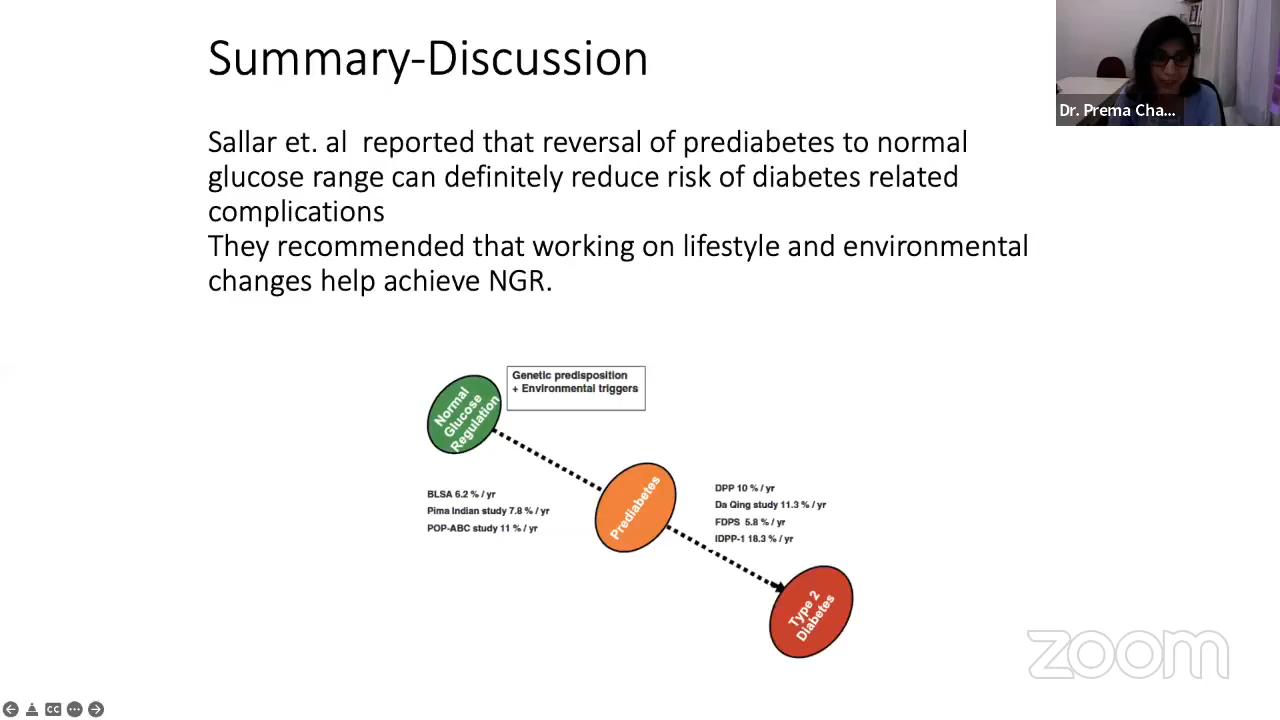 Summary-Discussion
Dr. Prema Cha...
Sallar et. al reported that reversal of prediabetes to normal
glucose range can definitely reduce risk of diabetes related
complications
They recommended that working on lifestyle and environmental
changes help achieve NGR.
Genetic predisposition
+ Environmental triggers
Normal
Glucose
Regulation
BLSA 6.2 % / yr
Pima Indian study 7.8 % / yr
POP-ABC study 11 % / yr
Prediabetes
DPP 10 % / yr
Da Qing study 11.3 % / yr
FDPS 5.8 % / yr
IDPP-1 18.3 % / yr
Type 2
Diabetes
zoom
CC